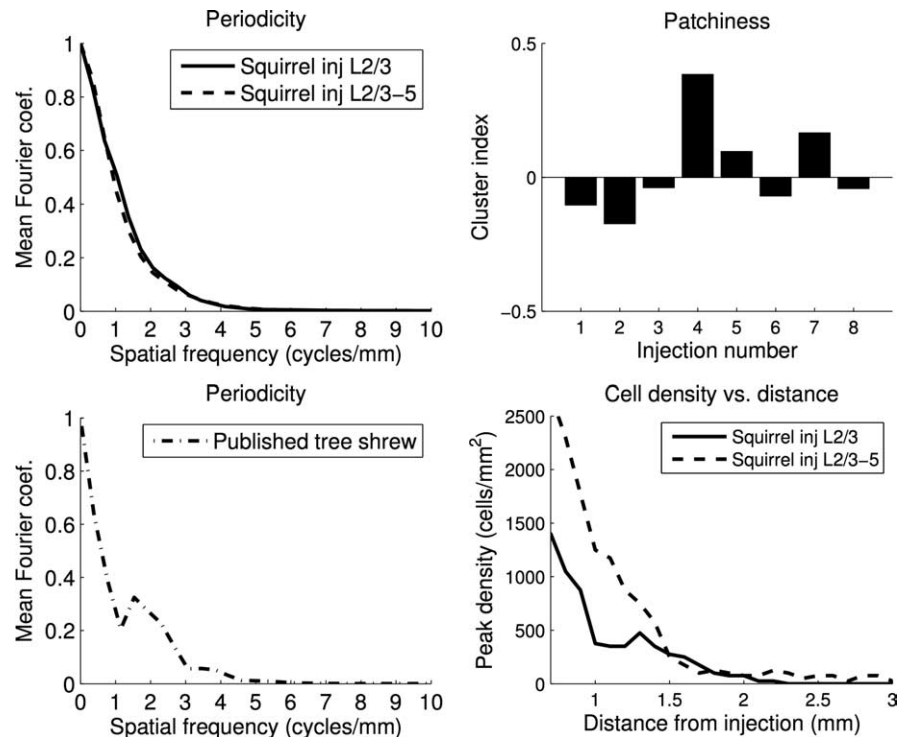 Periodicity
1
0.8
0.6
0.4
0.2
0
Mean Fourier coef.
Squirrel inj L2/3
Squirrel inj L2/3-5
0 1 2 3 4 5 6 7 8 9 10
Spatial frequency (cycles/mm)
Patchiness
0.5
0
-0.5
Cluster index
1 2 3 4 5 6 7 8
Injection number
Periodicity
1
0.8
0.6
0.4
0.2
0
Mean Fourier coef.
Published tree shrew
0 1 2 3 4 5 6 7 8 9 10
Spatial frequency (cycles/mm)
Cell density vs. distance
2500
2000
1500
1000
500
0
Peak density (cells/mm²)
Squirrel inj L2/3
Squirrel inj L2/3-5
1 1.5 2 2.5 3
Distance from injection (mm)